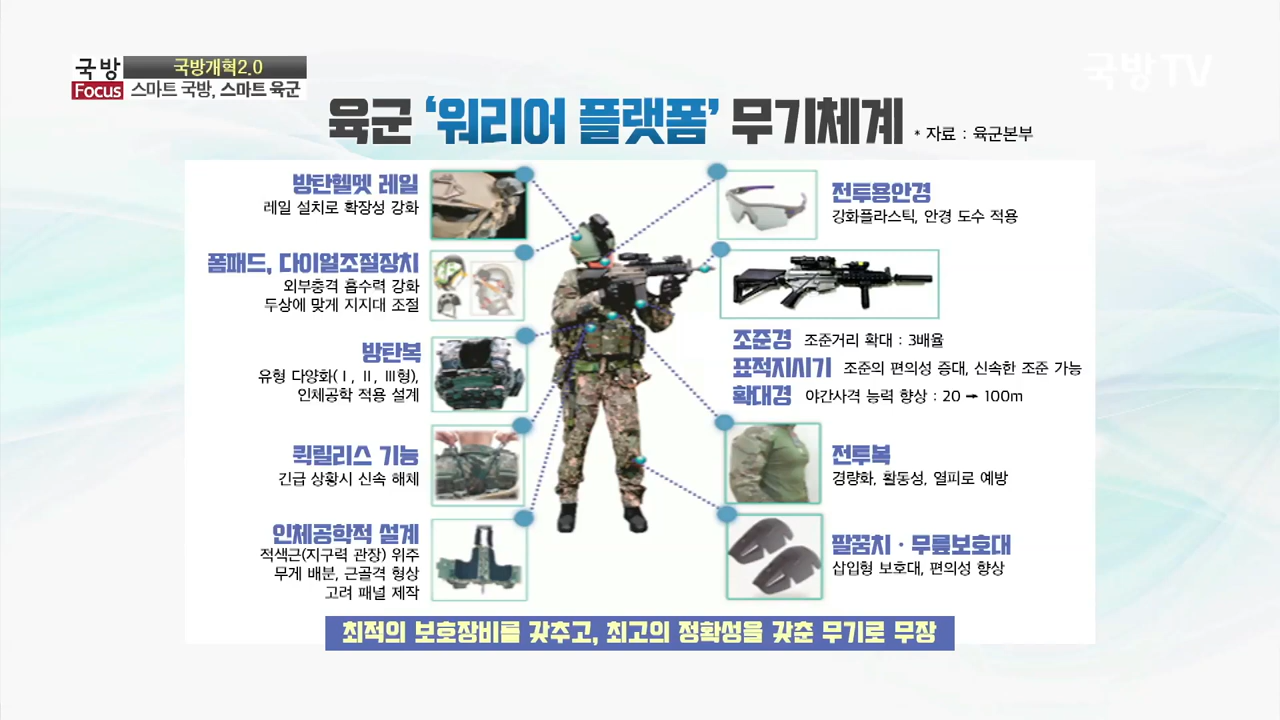 국방
Focus
국방개혁2.0
스마트 국방, 스마트 육군
국방TV
육군 ‘워리어 플랫폼’ 무기체계
* 자료 : 육군본부
방탄헬멧 레일
레일 설치로 확장성 강화
폼패드, 다이얼조절장치
외부충격 흡수력 강화
두상에 맞게 지지대 조절
방탄복
유형 다양화(Ⅰ, Ⅱ, Ⅲ형),
인체공학 적용 설계
퀵릴리스 기능
긴급 상황시 신속 해체
인체공학적 설계
적색근(지구력 관장) 위주
무게 배분, 근골격 형상
고려 패널 제작
전투용안경
강화플라스틱, 안경 도수 적용
조준경 조준거리 확대 : 3배율
표적지시기 조준의 편의성 증대, 신속한 조준 가능
확대경 야간사격 능력 향상 : 20 ➞ 100m
전투복
경량화, 활동성, 열피로 예방
팔꿈치 · 무릎보호대
삽입형 보호대, 편의성 향상
최적의 보호장비를 갖추고, 최고의 정확성을 갖춘 무기로 무장